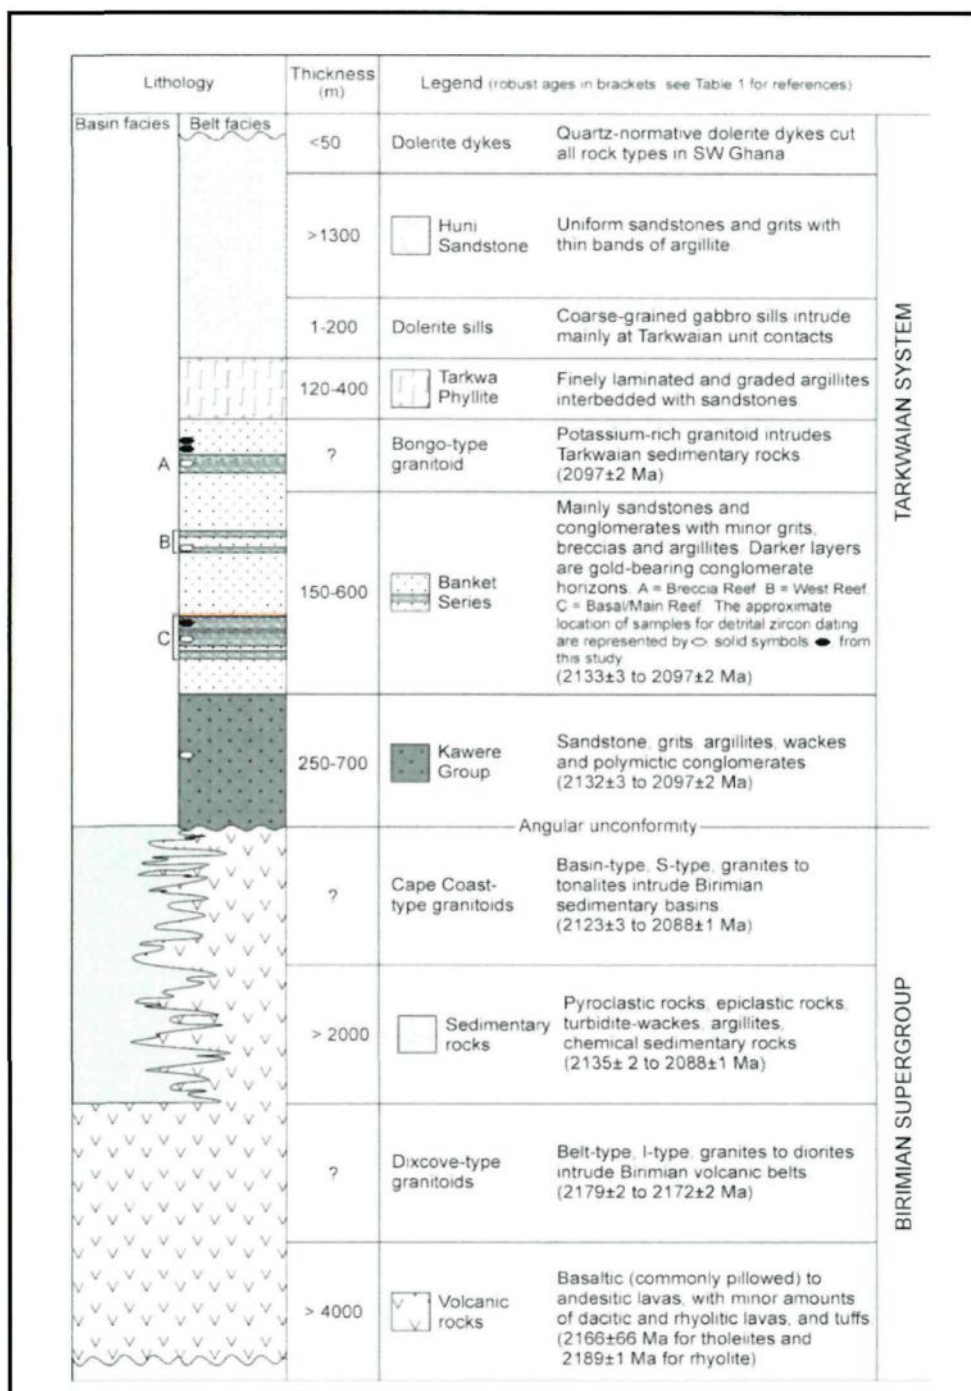 Lithology
Thickness
(m)
Legend (robust ages in brackets see Table 1 for references)
Basin facies
Belt facies
<50
Dolerite dykes
Quartz-normative dolerite dykes cut
all rock types in SW Ghana
>1300
Huni
Sandstone
Uniform sandstones and grits with
thin bands of argillite
1-200
Dolerite sills
Coarse-grained gabbro sills intrude
mainly at Tarkwaian unit contacts
120-400
Tarkwa
Phyllite
Finely laminated and graded argillites
interbedded with sandstones
A
?
Bongo-type
granitoid
Potassium-rich granitoid intrudes
Tarkwaian sedimentary rocks
(2097±2 Ma)
B
C
150-600
Banket
Series
Mainly sandstones and
conglomerates with minor grits,
breccias and argillites. Darker layers
are gold-bearing conglomerate
horizons. A = Breccia Reef B = West Reef
C = Basal/Main Reef. The approximate
location of samples for detrital zircon dating
are represented by solid symbols from
this study
(2133±3 to 2097±2 Ma)
250-700
Kawere
Group
Sandstone, grits, argillites, wackes
and polymictic conglomerates
(2132±3 to 2097±2 Ma)
TARKWAIAN SYSTEM
Angular unconformity
?
Cape Coast-
type granitoids
Basin-type, S-type, granites to
tonalites intrude Birimian
sedimentary basins
(2123±3 to 2088±1 Ma)
> 2000
Sedimentary
rocks
Pyroclastic rocks, epiclastic rocks,
turbidite-wackes, argillites,
chemical sedimentary rocks
(2135± 2 to 2088±1 Ma)
?
Dixcove-type
granitoids
Belt-type, I-type, granites to diorites
intrude Birimian volcanic belts
(2179±2 to 2172±2 Ma)
> 4000
Volcanic
rocks
Basaltic (commonly pillowed) to
andesitic lavas, with minor amounts
of dacitic and rhyolitic lavas, and tuffs
(2166±66 Ma for tholeiites and
2189±1 Ma for rhyolite)
BIRIMIAN SUPERGROUP